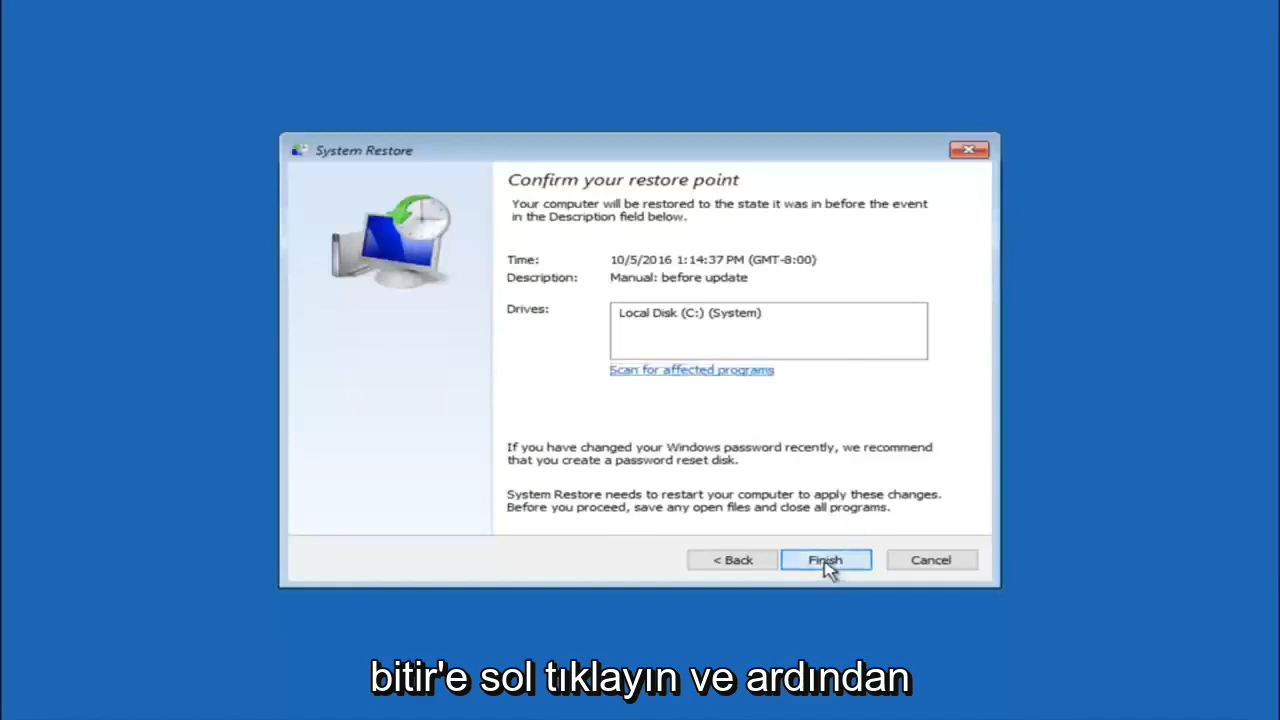 System Restore
Confirm your restore point
Your computer will be restored to the state it was in before the event
in the Description field below.
Time: 10/5/2016 1:14:37 PM (GMT-8:00)
Description: Manual: before update
Drives: Local Disk (C:) (System)
Scan for affected programs
If you have changed your Windows password recently, we recommend
that you create a password reset disk.
System Restore needs to restart your computer to apply these changes.
Before you proceed, save any open files and close all programs.
< Back Finish Cancel
bitir'e sol tıklayın ve ardından